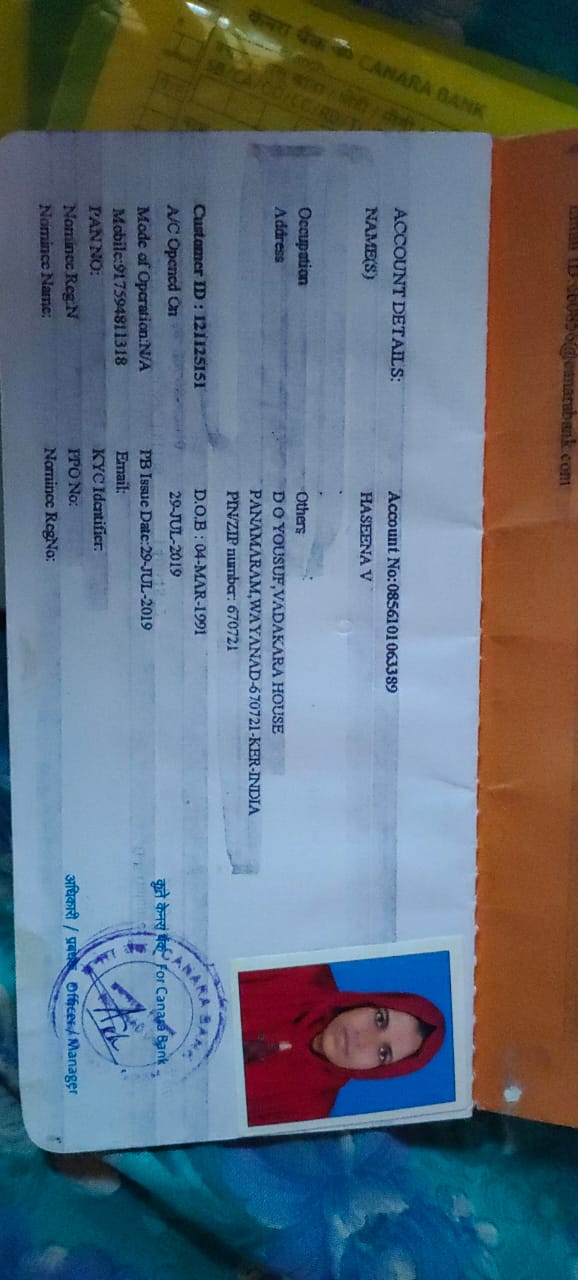 केनरा बैंक CANARA BANK
SB/CA/
@canarabank.com
ACCOUNT DETAILS: Account No: 0856101063389
NAME(S) HASEENA V
Occupation Others
Address D O YOUSUF,VADAKARA HOUSE
PANAMARAM,WAYANAD-670721-KER-INDIA
PIN/ZIP number: 670721
Customer ID : 121125151 D.O.B : 04-MAR-1991
A/C Opened On 29-JUL-2019
Mode of Operation:N/A PB Issue Date:29-JUL-2019
Mobile:917594811318 Email:
PAN NO: KYC Identifier:
Nominee Reg:N PPO No:
Nominee Name: Nominee RegNo:
कृते केनरा बैंक For Canara Bank
अधिकारी / प्रबंधक Officer / Manager
CANARA BANK